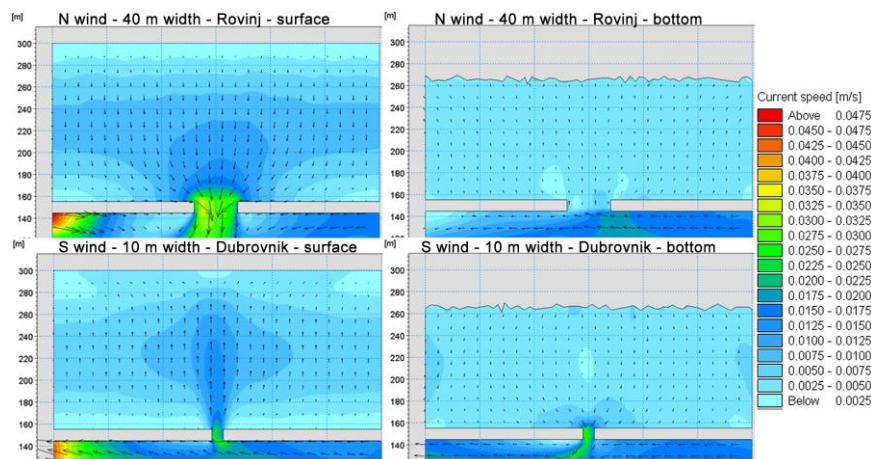 [m] N wind - 40 m width - Rovinj - surface
300
280
260
240
220
200
180
160
140
[m] N wind - 40 m width - Rovinj - bottom
300
280
260
240
220
200
180
160
140
[m] S wind - 10 m width - Dubrovnik - surface
300
280
260
240
220
200
180
160
140
[m] S wind - 10 m width - Dubrovnik - bottom
300
280
260
240
220
200
180
160
140
Current speed [m/s]
Above 0.0475
0.0450 - 0.0475
0.0425 - 0.0450
0.0400 - 0.0425
0.0375 - 0.0400
0.0350 - 0.0375
0.0325 - 0.0350
0.0300 - 0.0325
0.0275 - 0.0300
0.0250 - 0.0275
0.0225 - 0.0250
0.0200 - 0.0225
0.0175 - 0.0200
0.0150 - 0.0175
0.0125 - 0.0150
0.0100 - 0.0125
0.0075 - 0.0100
0.0050 - 0.0075
0.0025 - 0.0050
Below 0.0025